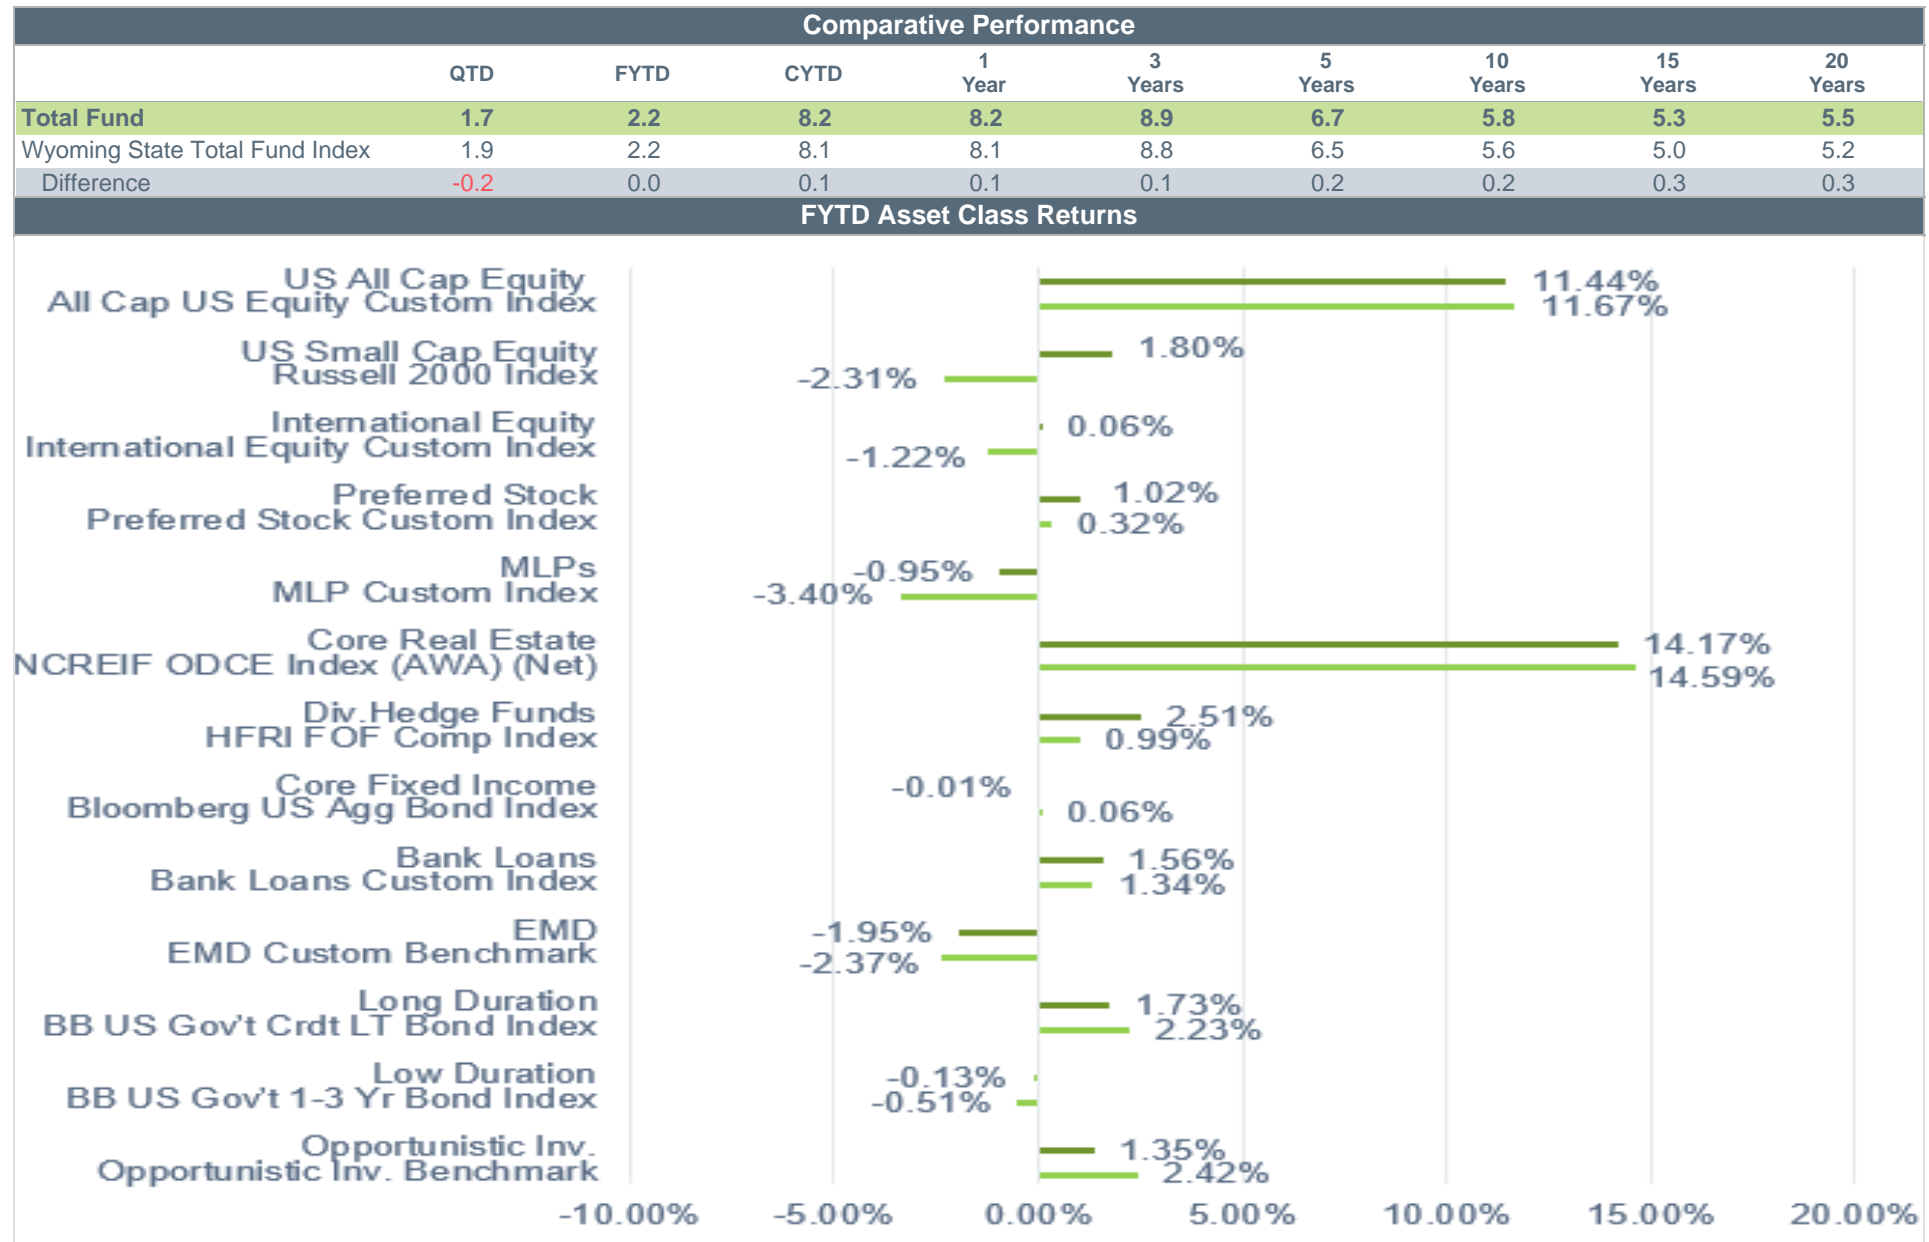 Comparative Performance
QTD FYTD CYTD 1 Year 3 Years 5 Years 10 Years 15 Years 20 Years
Total Fund 1.7 2.2 8.2 8.2 8.9 6.7 5.8 5.3 5.5
Wyoming State Total Fund Index 1.9 2.2 8.1 8.1 8.8 6.5 5.6 5.0 5.2
Difference -0.2 0.0 0.1 0.1 0.1 0.2 0.2 0.3 0.3
FYTD Asset Class Returns
US All Cap Equity 11.44%
All Cap US Equity Custom Index 11.67%
US Small Cap Equity 1.80%
Russell 2000 Index -2.31%
International Equity 0.06%
International Equity Custom Index -1.22%
Preferred Stock 1.02%
Preferred Stock Custom Index 0.32%
MLPs -0.95%
MLP Custom Index -3.40%
Core Real Estate 14.17%
NCREIF ODCE Index (AWA) (Net) 14.59%
Div.Hedge Funds 2.51%
HFRI FOF Comp Index 0.99%
Core Fixed Income -0.01%
Bloomberg US Agg Bond Index 0.06%
Bank Loans 1.56%
Bank Loans Custom Index 1.34%
EMD -1.95%
EMD Custom Benchmark -2.37%
Long Duration 1.73%
BB US Gov't Crdt LT Bond Index 2.23%
Low Duration -0.13%
BB US Gov't 1-3 Yr Bond Index -0.51%
Opportunistic Inv. 1.35%
Opportunistic Inv. Benchmark 2.42%
-10.00% -5.00% 0.00% 5.00% 10.00% 15.00% 20.00%